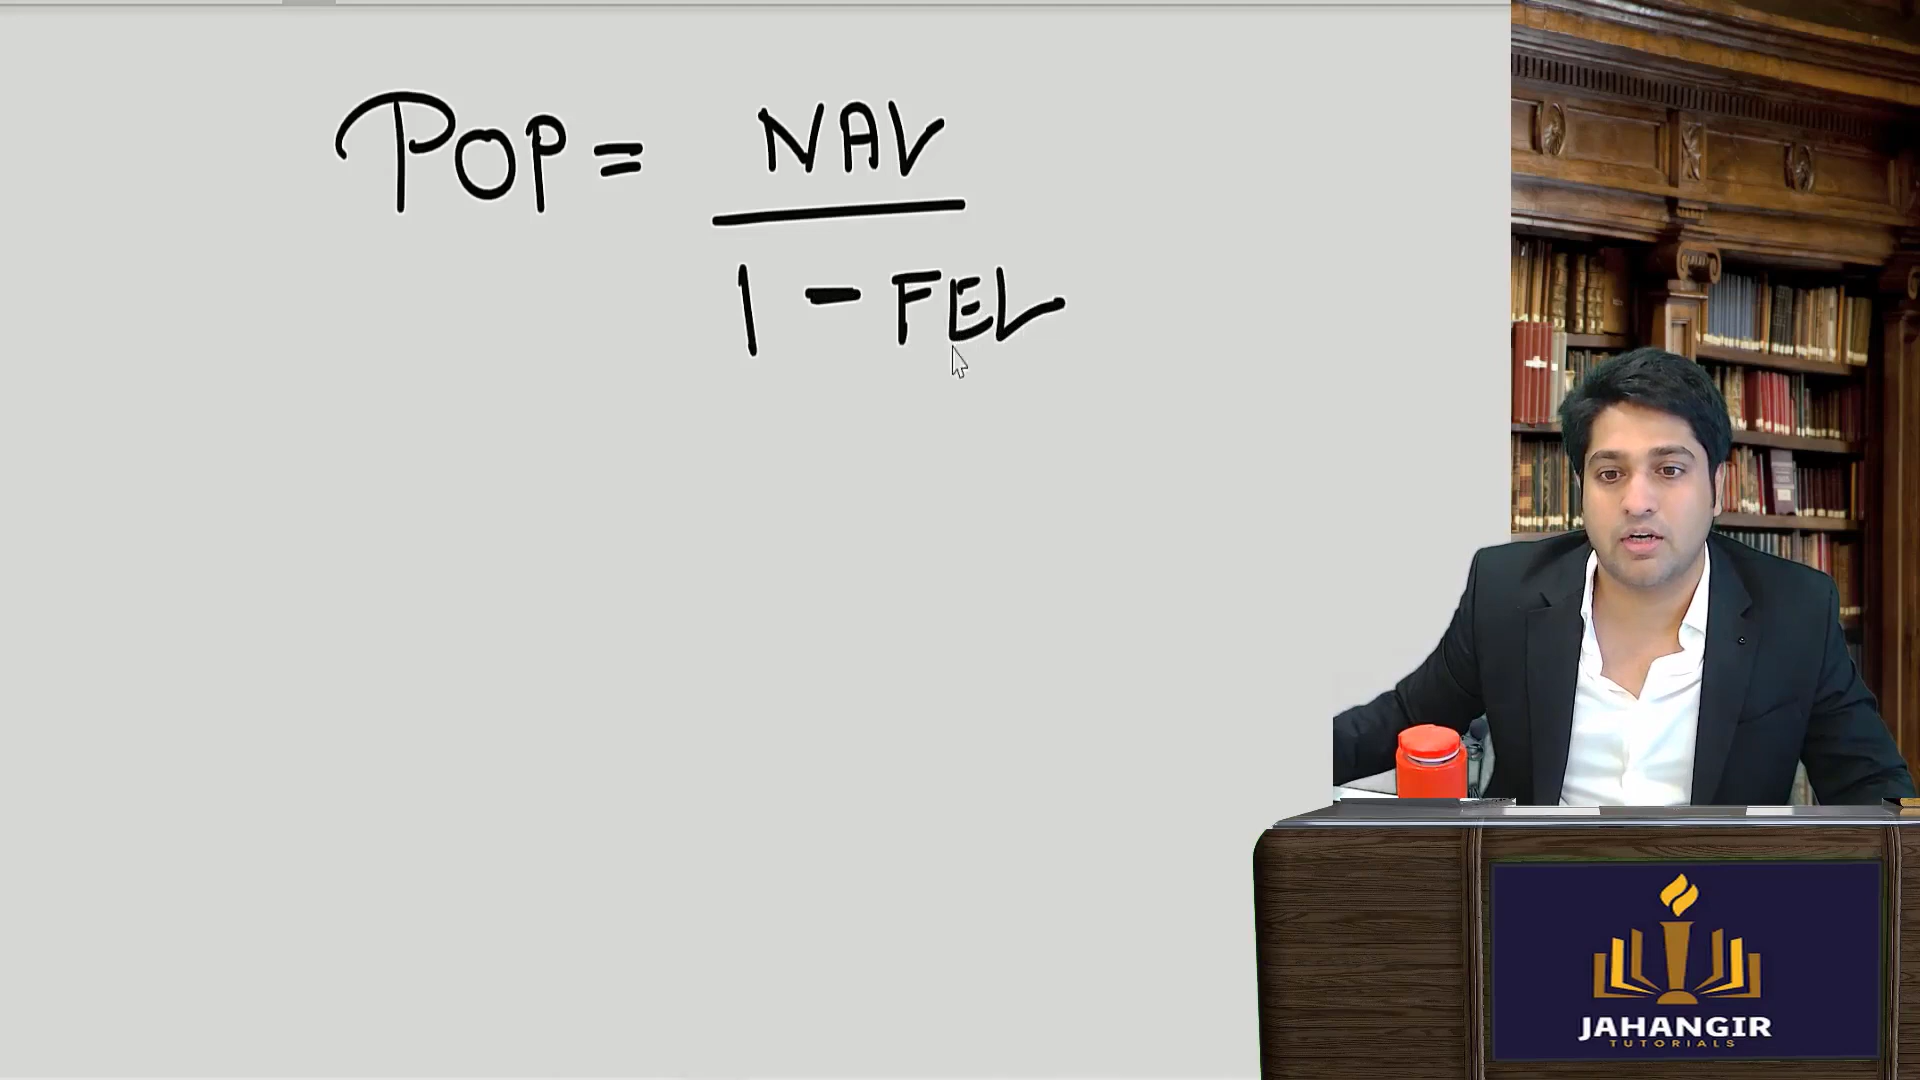 POP = NAV
1 - FEL
JAHANGIR
TUTORIALS